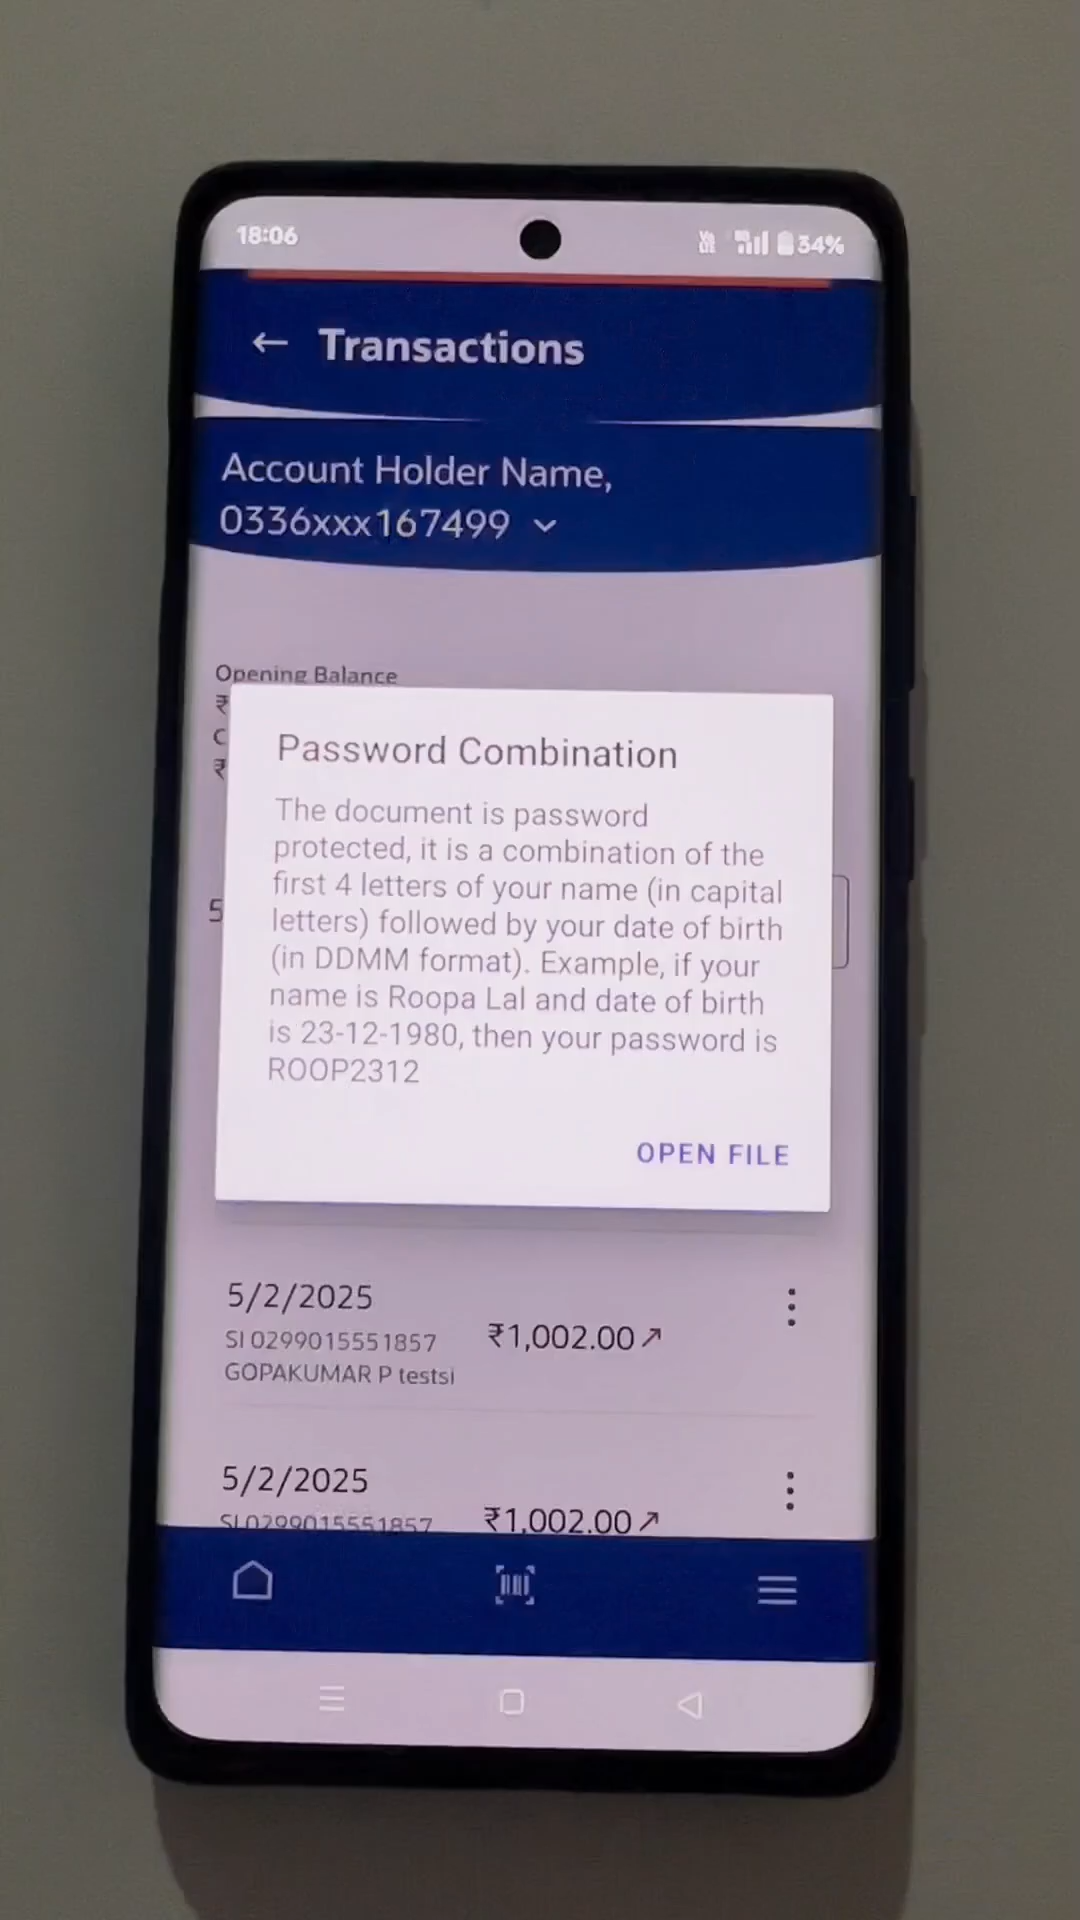 18:06
34%
← Transactions
Account Holder Name,
0336xxx167499
Opening Balance
₹
C
₹
5
Password Combination
The document is password
protected, it is a combination of the
first 4 letters of your name (in capital
letters) followed by your date of birth
(in DDMM format). Example, if your
name is Roopa Lal and date of birth
is 23-12-1980, then your password is
ROOP2312
OPEN FILE
5/2/2025
SI 0299015551857
₹1,002.00↗
GOPAKUMAR P testsi
5/2/2025
SI 0299015551857
₹1,002.00↗